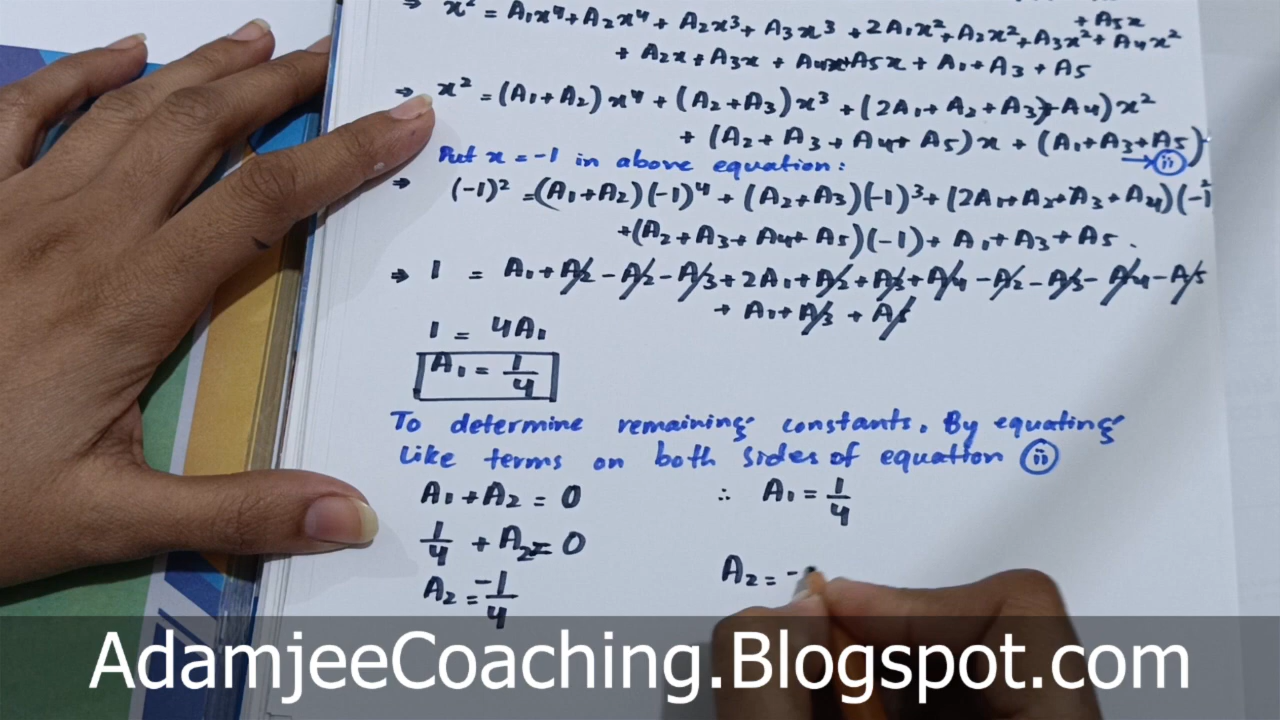 + A5x
⇒ x² = A1x⁴ + A2x⁴ + A2x³ + A3x³ + 2A1x² + A2x² + A3x² + A4x²
+ A2x + A3x + A4x + A5x + A1 + A3 + A5
⇒ x² = (A1 + A2) x⁴ + (A2 + A3) x³ + (2A1 + A2 + A3) + A4) x²
+ (A2 + A3 + A4 + A5) x + (A1 + A3 + A5)
Put x = -1 in above equation: → ii
⇒ (-1)² = (A1 + A2)(-1)⁴ + (A2 + A3)(-1)³ + (2A1 + A2 + A3 + A4)(-1)²
+ (A2 + A3 + A4 + A5)(-1) + A1 + A3 + A5 .
⇒ 1 = A1 + A2 - A2 - A3 + 2A1 + A2 + A3 + A4 - A2 - A3 - A4 - A5
+ A1 + A3 + A5
1 = 4A1
A1 = 1/4
To determine remaining constants. By equating
like terms on both sides of equation ii
A1 + A2 = 0 ∴ A1 = 1/4
1/4 + A2 = 0
A2 = -1/4 A2 = -
AdamjeeCoaching.Blogspot.com